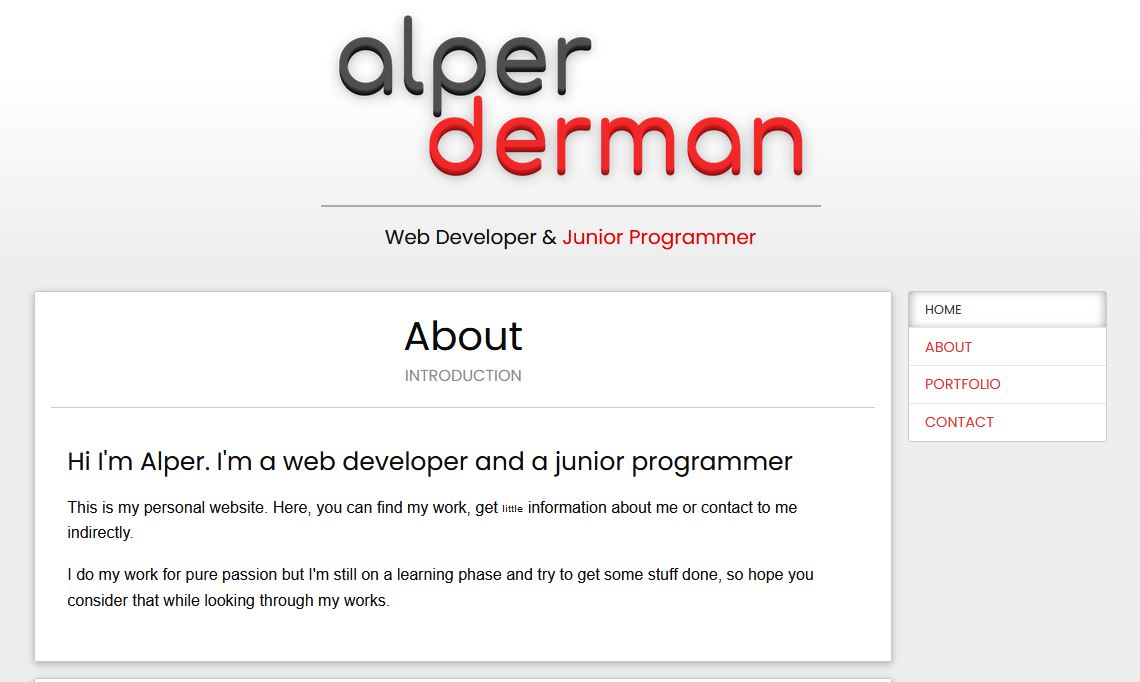 alper
derman
Web Developer & Junior Programmer
About
INTRODUCTION
Hi I'm Alper. I'm a web developer and a junior programmer
This is my personal website. Here, you can find my work, get little information about me or contact to me
indirectly.
I do my work for pure passion but I'm still on a learning phase and try to get some stuff done, so hope you
consider that while looking through my works.
HOME
ABOUT
PORTFOLIO
CONTACT